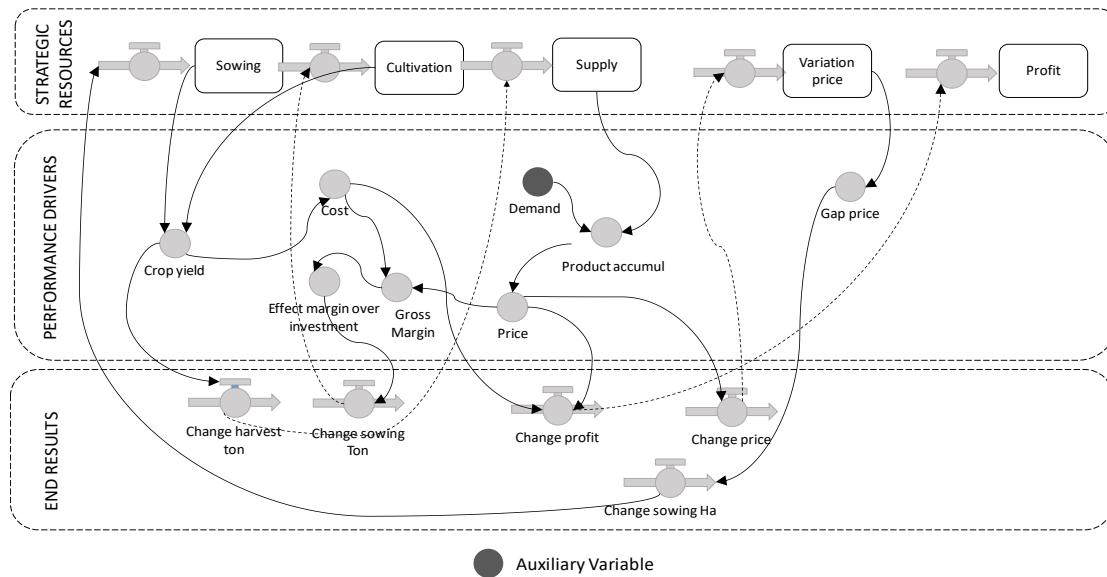 STRATEGIC
RESOURCES
Sowing
Cultivation
Supply
Variation
price
Profit
PERFORMANCE DRIVERS
Cost
Demand
Gap price
Crop yield
Product accumul
Effect margin over
investment
Gross
Margin
Price
END RESULTS
Change harvest
ton
Change sowing
Ton
Change profit
Change price
Change sowing Ha
Auxiliary Variable